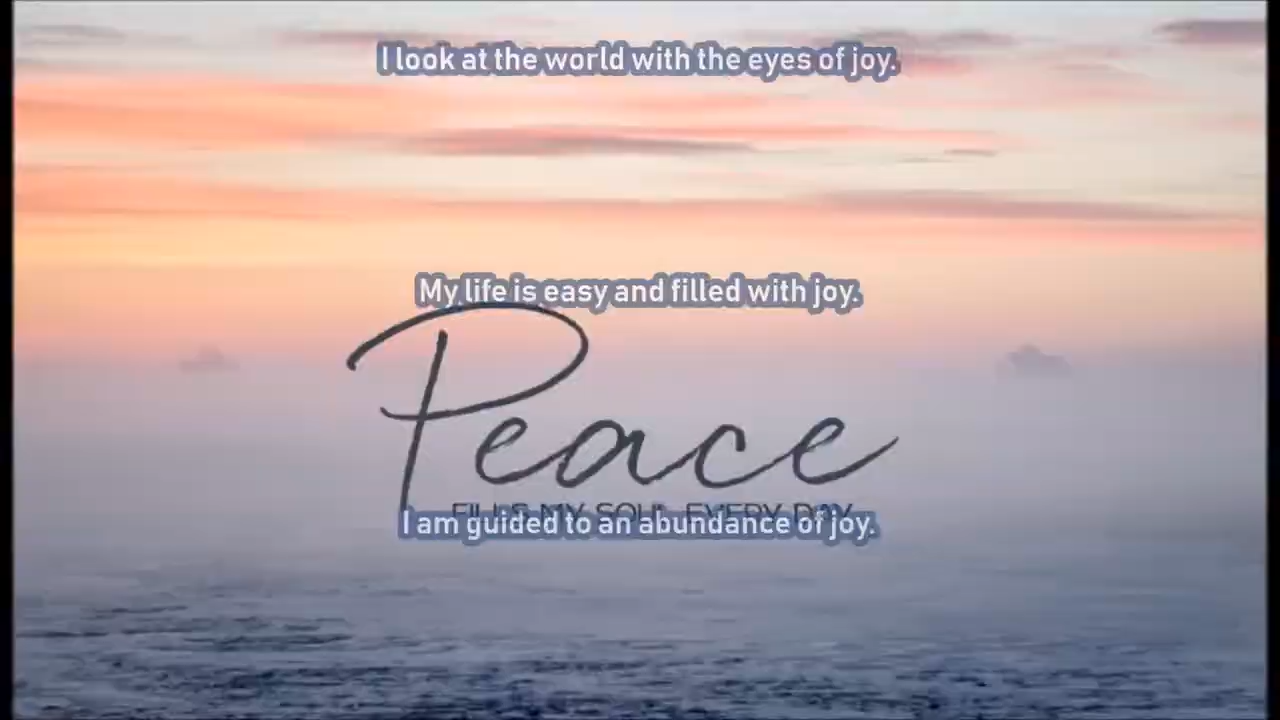 I look at the world with the eyes of joy.
My life is easy and filled with joy.
Peace
FILLS MY SOUL EVERY DAY
I am guided to an abundance of joy.